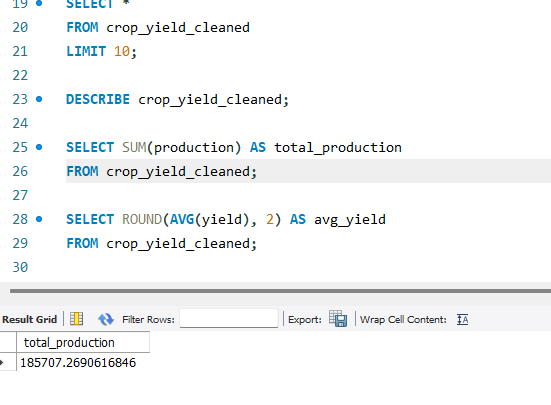 19 SELECT *
20 FROM crop_yield_cleaned
21 LIMIT 10;
22
23 DESCRIBE crop_yield_cleaned;
24
25 SELECT SUM(production) AS total_production
26 FROM crop_yield_cleaned;
27
28 SELECT ROUND(AVG(yield), 2) AS avg_yield
29 FROM crop_yield_cleaned;
30
Result Grid Filter Rows: Export: Wrap Cell Content:
total_production
185707.2690616846